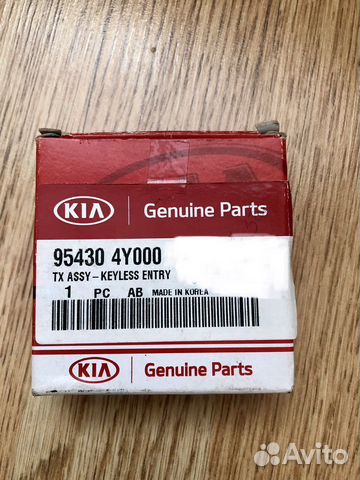 KIA Genuine Parts
95430 4Y000
TX ASSY-KEYLESS ENTRY
1 PC AB MADE IN KOREA
KIA Genuine Parts
Avito